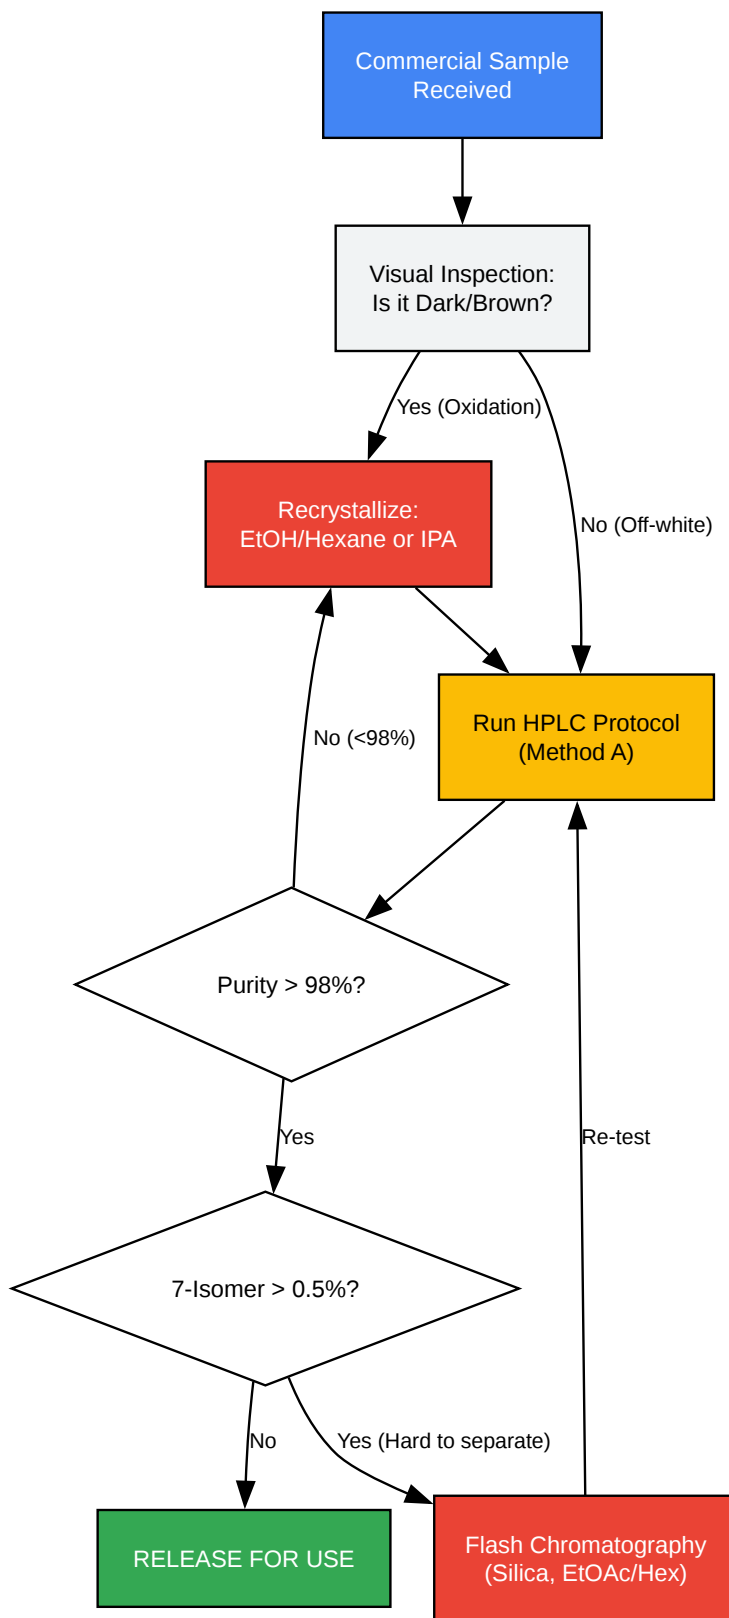 Commercial Sample
Received
Visual Inspection:
Is it Dark/Brown?
Yes (Oxidation)
Recrystallize:
EtOH/Hexane or IPA
No (Off-white)
Run HPLC Protocol
(Method A)
No (<98%)
Purity > 98%?
Yes
Re-test
7-Isomer > 0.5%?
No
Yes (Hard to separate)
RELEASE FOR USE
Flash Chromatography
(Silica, EtOAc/Hex)